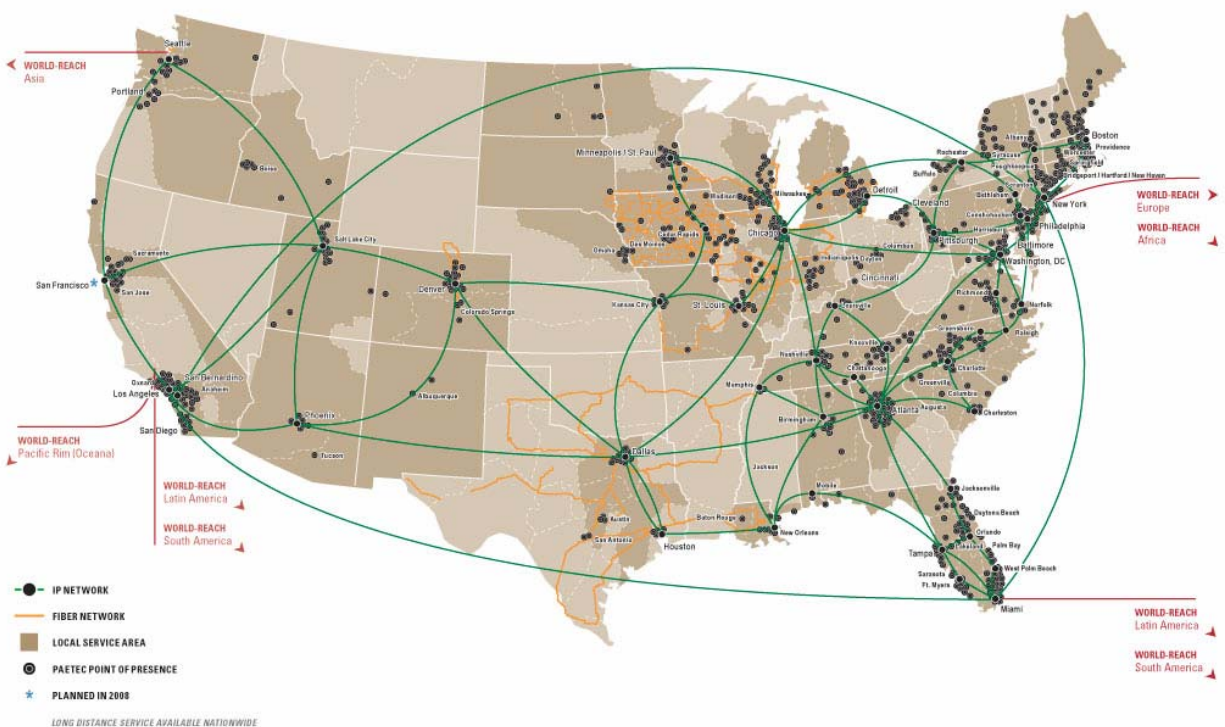 Seattle
WORLD-REACH
Asia
Portland
Boise
Minneapolis / St. Paul
Madison
Milwaukee
Detroit
Rochester
Buffalo
Syracuse
Albany
Boston
Providence
Worcester
Springfield
Poughkeepsie
Bridgeport / Hartford / New Haven
Scranton
Bethlehem
New York
WORLD-REACH
Europe
WORLD-REACH
Africa
Cleveland
Conshohocken
Philadelphia
Harrisburg
Pittsburgh
Baltimore
Washington, DC
Chicago
Cedar Rapids
Des Moines
Omaha
Columbus
Indianapolis
Dayton
Cincinnati
Salt Lake City
Sacramento
San Francisco *
San Jose
Denver
Colorado Springs
Kansas City
St. Louis
Louisville
Richmond
Norfolk
Greensboro
Raleigh
Knoxville
Nashville
Chattanooga
Charlotte
Greenville
Columbia
Memphis
Oxnard
San Bernardino
Los Angeles
Anaheim
San Diego
Albuquerque
Phoenix
Tucson
Birmingham
Atlanta
Augusta
Charleston
WORLD-REACH
Pacific Rim (Oceana)
WORLD-REACH
Latin America
WORLD-REACH
South America
Dallas
Jackson
Mobile
Austin
San Antonio
Baton Rouge
New Orleans
Houston
Jacksonville
Daytona Beach
Orlando
Palm Bay
Tampa
Lakeland
West Palm Beach
Sarasota
Ft. Myers
Miami
WORLD-REACH
Latin America
WORLD-REACH
South America
IP NETWORK
FIBER NETWORK
LOCAL SERVICE AREA
PAETEC POINT OF PRESENCE
* PLANNED IN 2008
LONG DISTANCE SERVICE AVAILABLE NATIONWIDE